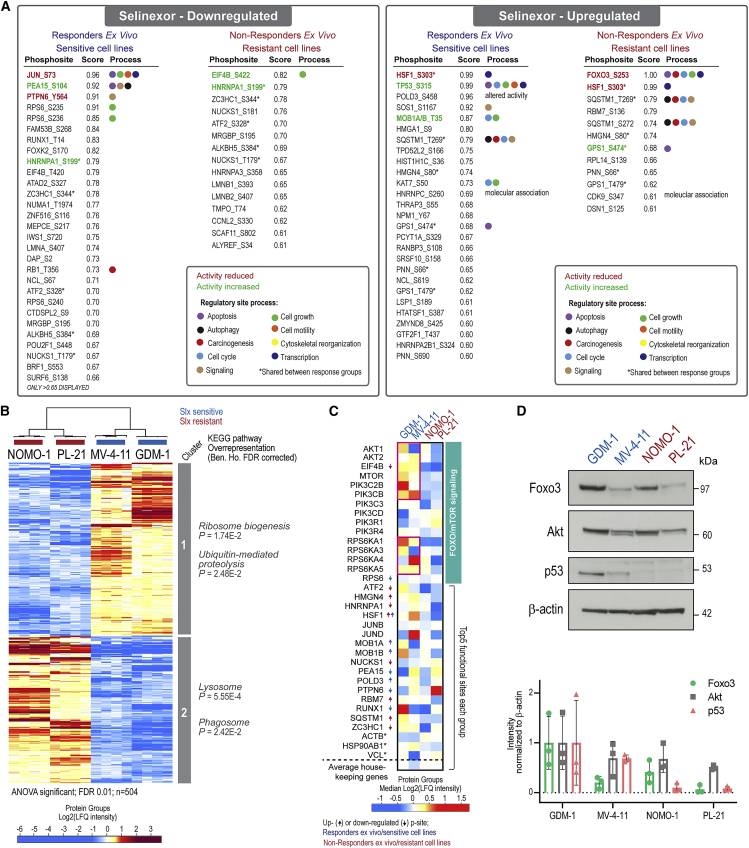 A
Selinexor - Downregulated
Responders Ex Vivo
Sensitive cell lines
Phosphosite Score Process
JUN_S73 0.96
PEA15_S104 0.92
PTPN6_Y564 0.91
RPS6_S235 0.91
RPS6_S236 0.85
FAM53B_S268 0.84
RUNX1_T14 0.83
FOXK2_S170 0.82
HNRNPA1_S199* 0.79
EIF4B_T420 0.79
ATAD2_S327 0.78
ZC3HC1_S344* 0.78
NUMA1_T1974 0.77
ZNF516_S116 0.76
MEPCE_S217 0.76
IWS1_S720 0.75
LMNA_S407 0.74
DAP_S2 0.73
RB1_T356 0.73
NCL_S67 0.71
ATF2_S328* 0.70
RPS6_S240 0.70
CTDSPL2_S9 0.70
MRGBP_S195 0.70
ALKBH5_S384* 0.69
POU2F1_S448 0.67
NUCKS1_T179* 0.67
BRF1_S553 0.67
SURF6_S138 0.66
ONLY >0.65 DISPLAYED
Non-Responders Ex Vivo
Resistant cell lines
Phosphosite Score Process
EIF4B_S422 0.82
HNRNPA1_S199* 0.79
ZC3HC1_S344* 0.78
NUCKS1_S181 0.76
ATF2_S328* 0.70
MRGBP_S195 0.70
ALKBH5_S384* 0.69
NUCKS1_T179* 0.67
HNRNPA3_S358 0.65
LMNB1_S393 0.65
LMNB2_S407 0.65
TMPO_T74 0.62
CCNL2_S330 0.62
SCAF11_S802 0.61
ALYREF_S34 0.61
Activity reduced
Activity increased
Regulatory site process:
Apoptosis Cell growth
Autophagy Cell motility
Carcinogenesis Cytoskeletal reorganization
Cell cycle Transcription
Signaling *Shared between response groups
Selinexor - Upregulated
Responders Ex Vivo
Sensitive cell lines
Phosphosite Score Process
HSF1_S303* 0.99
TP53_S315 0.99
POLD3_S458 0.96 altered activity
SOS1_S1167 0.92
MOB1A/B_T35 0.87
HMGA1_S9 0.80
SQSTM1_T269* 0.79
TPD52L2_S166 0.75
HIST1H1C_S36 0.75
HMGN4_S80* 0.74
KAT7_S50 0.73
HNRNPC_S260 0.69 molecular association
THRAP3_S55 0.68
NPM1_Y67 0.68
GPS1_S474* 0.68
PCYT1A_S329 0.67
RANBP3_S108 0.66
SRSF10_S158 0.66
PNN_S66* 0.65
NCL_S619 0.62
GPS1_T479* 0.62
LSP1_S189 0.61
HTATSF1_S387 0.61
ZMYND8_S425 0.60
GTF2F1_T437 0.60
HNRNPA2B1_S324 0.60
PNN_S690 0.60
Non-Responders Ex Vivo
Resistant cell lines
Phosphosite Score Process
FOXO3_S253 1.00
HSF1_S303* 0.99
SQSTM1_T269* 0.79
RBM7_S136 0.79
SQSTM1_S272 0.74
HMGN4_S80* 0.74
GPS1_S474* 0.68
RPL14_S139 0.66
PNN_S66* 0.65
GPS1_T479* 0.62
CDK9_S347 0.61 moleucular association
DSN1_S125 0.61
Activity reduced
Activity increased
Regulatory site process:
Apoptosis Cell growth
Autophagy Cell motility
Carcinogenesis Cytoskeletal reorganization
Cell cycle Transcription
Signaling *Shared between response groups
B
Slx sensitive
Slx resistant
NOMO-1 PL-21 MV-4-11 GDM-1
Cluster
KEGG pathway
Overrepresentation
(Ben. Ho. FDR corrected)
1
Ribosome biogenesis
P = 1.74E-2
Ubiquitin-mediated
proteolysis
P = 2.48E-2
2
Lysosome
P = 5.55E-4
Phagosome
P = 2.42E-2
ANOVA significant; FDR 0.01; n=504
Protein Groups
Log2(LFQ intensity)
-6 -5 -4 -3 -2 -1 0 1 2 3
C
GDM-1
MV-4-11
NOMO-1
PL-21
AKT1
AKT2
EIF4B
MTOR
PIK3C2B
PIK3CB
PIK3C3
PIK3CD
PIK3R1
PIK3R4
RPS6KA1
RPS6KA3
RPS6KA4
RPS6KA5
RPS6
ATF2
HMGN4
HNRNPA1
HSF1
JUNB
JUND
MOB1A
MOB1B
NUCKS1
PEA15
POLD3
PTPN6
RBM7
RUNX1
SQSTM1
ZC3HC1
ACTB*
HSP90AB1*
VCL*
Average house-
keeping genes
FOXO/mTOR signaling
Top5 functional sites each group
Protein Groups
Median Log2(LFQ intensity)
-1 -0.5 0 0.5 1 1.5
Up- (↑) or down-regulated (↓) p-site;
Responders ex vivo/sensitive cell lines
Non-Responders ex vivo/resistant cell lines
D
GDM-1
MV-4-11
NOMO-1
PL-21
kDa
Foxo3 97
Akt 60
p53 53
β-actin 42
Intensity
normalized to β-actin
2
1
0
Foxo3
Akt
p53
GDM-1 MV-4-11 NOMO-1 PL-21